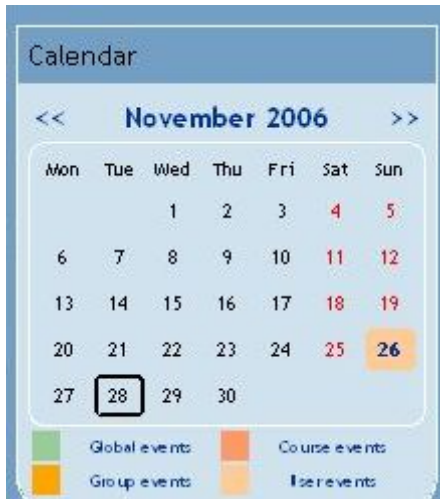 Calendar
<< November 2006 >>
Mon Tue Wed Thu Fri Sat Sun
1 2 3 4 5
6 7 8 9 10 11 12
13 14 15 16 17 18 19
20 21 22 23 24 25 26
27 28 29 30
Global events Course events
Group events User events